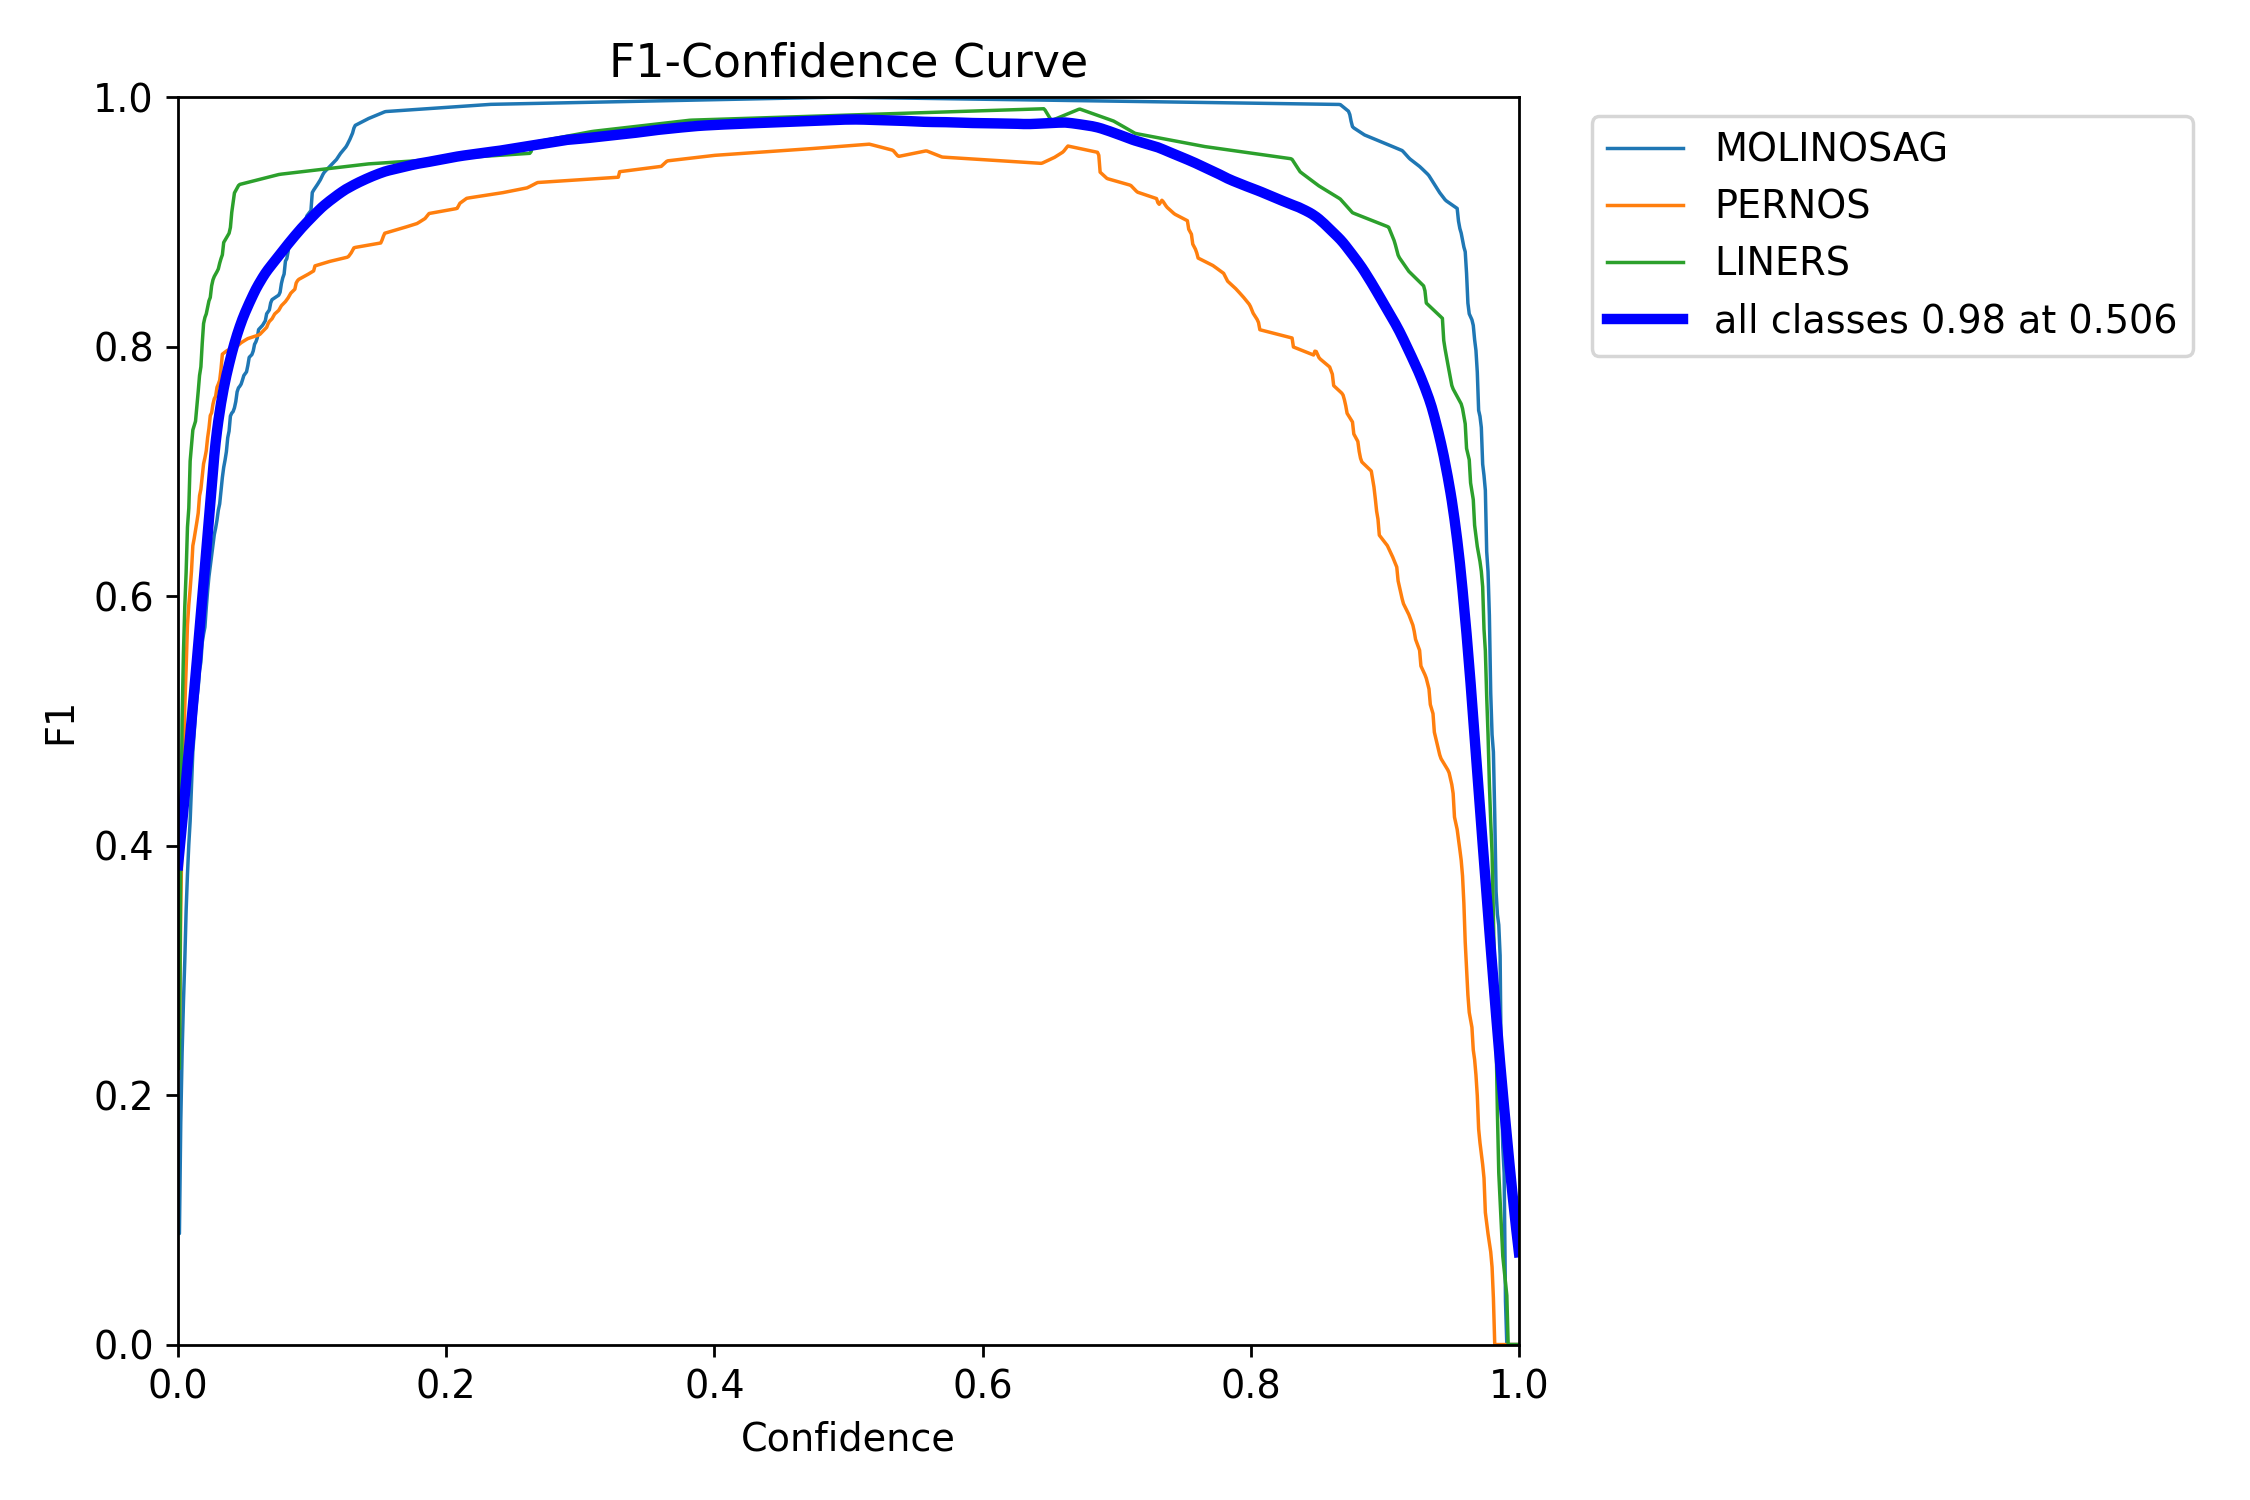 F1-Confidence Curve
1.0
0.8
0.6
0.4
0.2
0.0
F1
0.0 0.2 0.4 0.6 0.8 1.0
Confidence
MOLINOSAG
PERNOS
LINERS
all classes 0.98 at 0.506